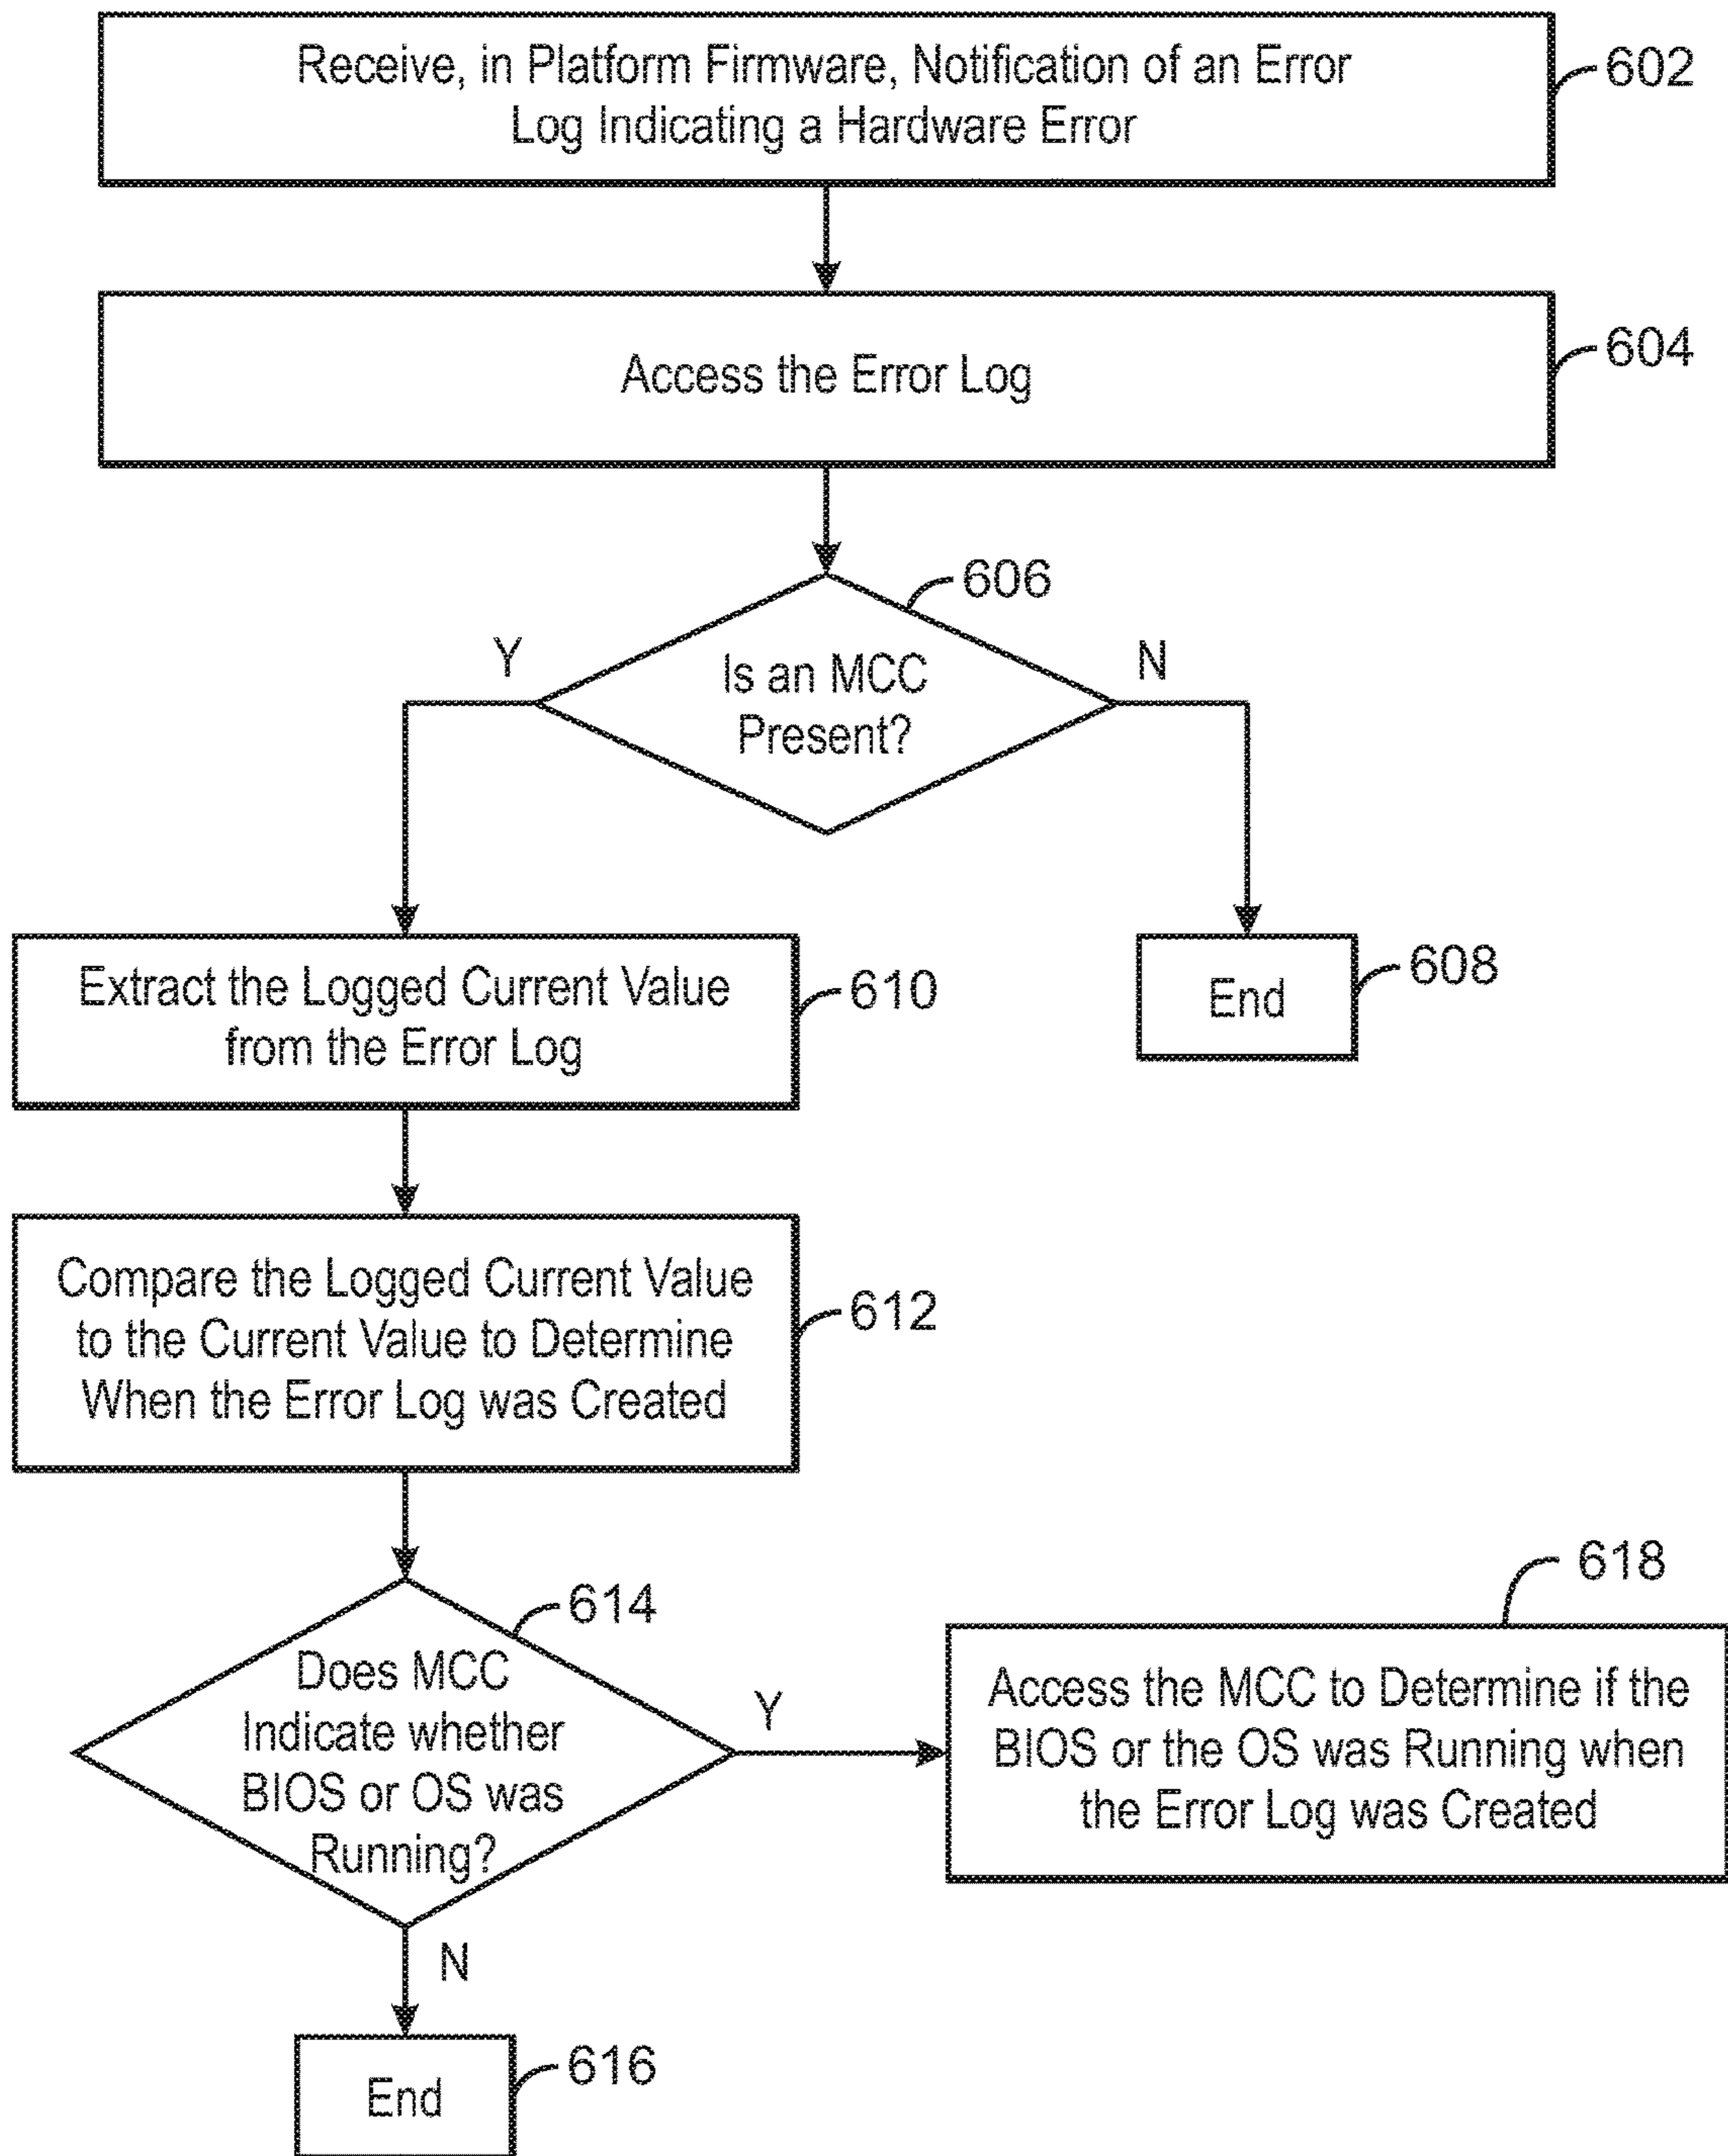 Receive, in Platform Firmware, Notification of an Error
Log Indicating a Hardware Error
602
Access the Error Log
604
606
Y
Is an MCC
Present?
N
Extract the Logged Current Value
from the Error Log
610
End
608
Compare the Logged Current Value
to the Current Value to Determine
When the Error Log was Created
612
614
Does MCC
Indicate whether
BIOS or OS was
Running?
Y
618
Access the MCC to Determine if the
BIOS or the OS was Running when
the Error Log was Created
N
End
616